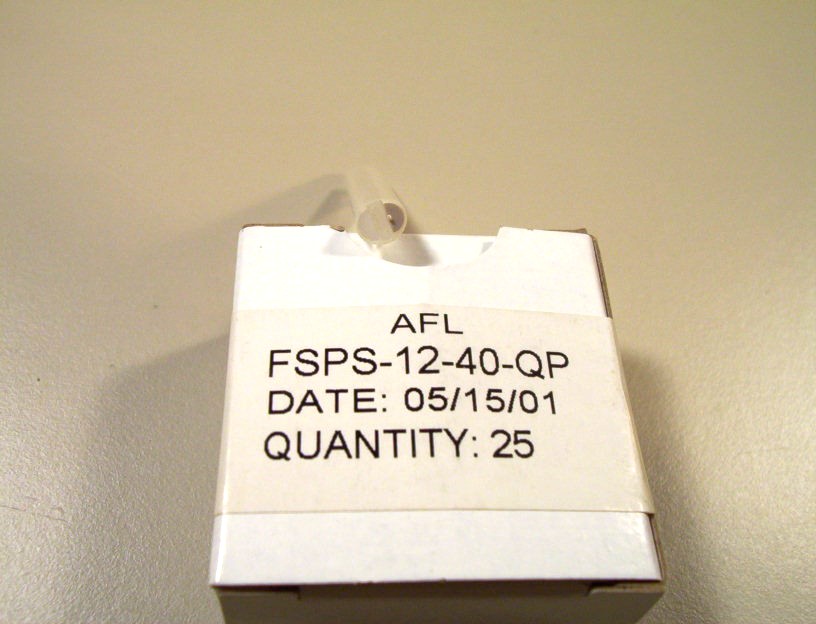 AFL
FSPS-12-40-QP
DATE: 05/15/01
QUANTITY: 25